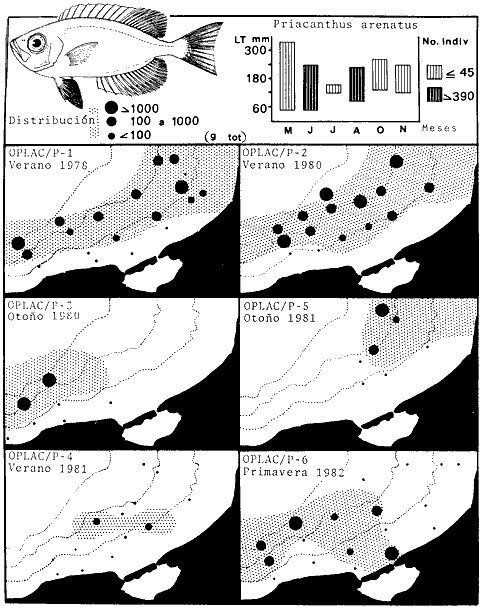 Priacanthus arenatus
LT mm
300
180
60
M J J A O N
Meses
No. indiv
≤ 45
>390
Distribución
>1000
100 a 1000
<100
(g tot)
OPLAC/P-1
Verano 1978
OPLAC/P-2
Verano 1980
OPLAC/P-3
Otoño 1980
OPLAC/P-5
Otoño 1981
OPLAC/P-4
Verano 1981
OPLAC/P-6
Primavera 1982